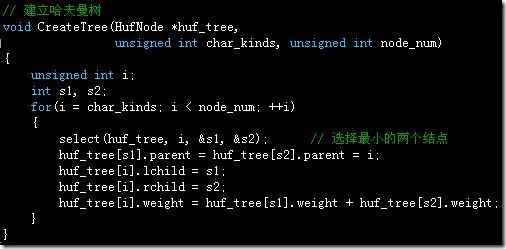 // 建立哈夫曼树
void CreateTree(HufNode *huf_tree,
unsigned int char_kinds, unsigned int node_num)
{
unsigned int i;
int s1, s2;
for(i = char_kinds; i < node_num; ++i)
{
select(huf_tree, i, &s1, &s2); // 选择最小的两个结点
huf_tree[s1].parent = huf_tree[s2].parent = i;
huf_tree[i].lchild = s1;
huf_tree[i].rchild = s2;
huf_tree[i].weight = huf_tree[s1].weight + huf_tree[s2].weight;
}
}